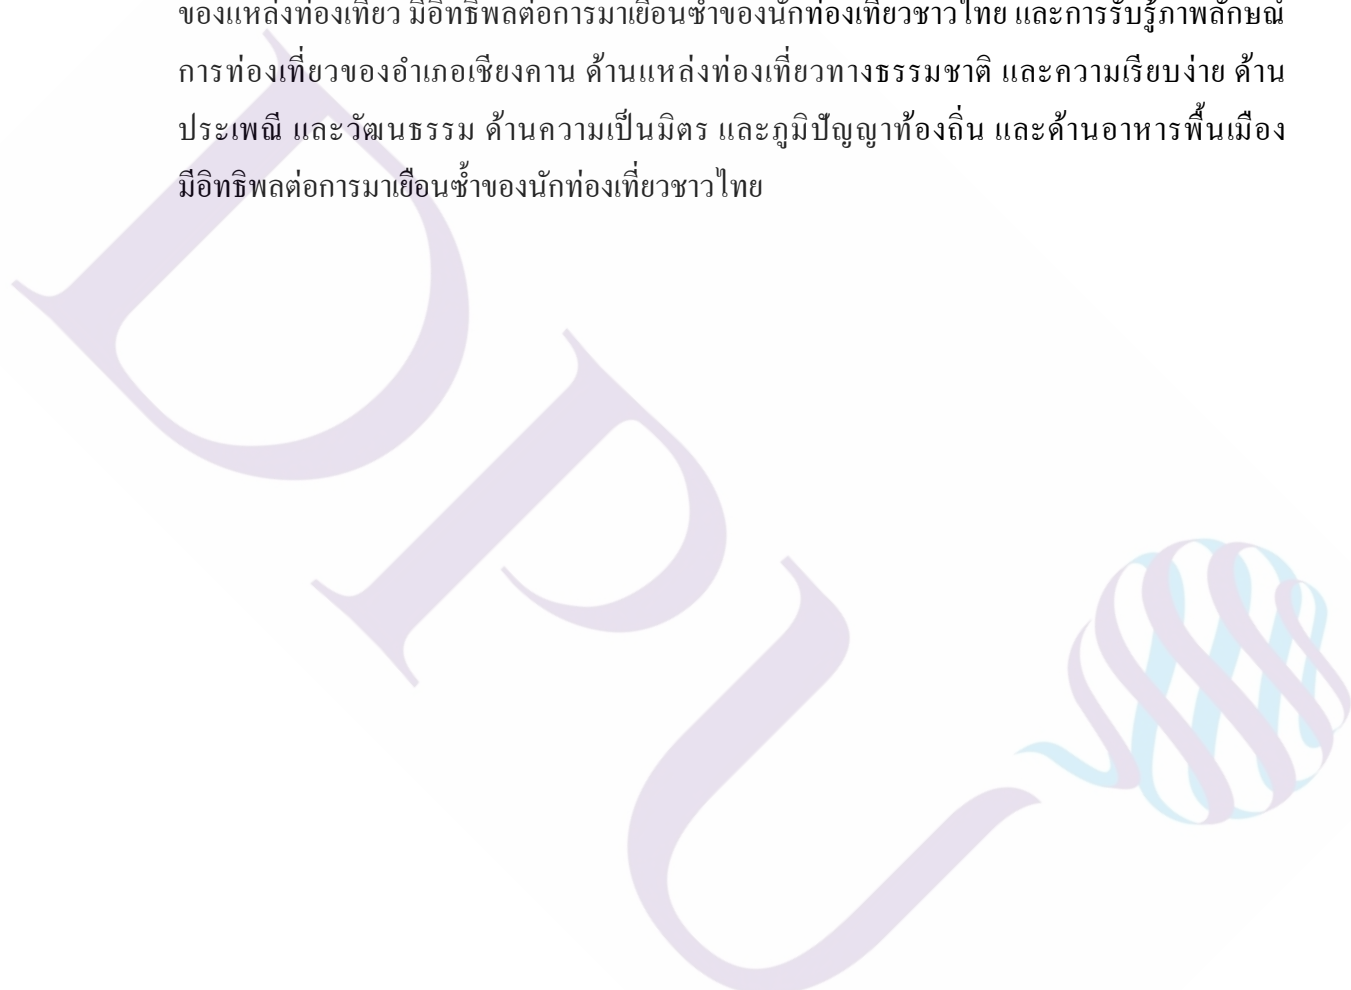 ของแหล่งท่องเที่ยว มีอิทธิพลต่อการมาเยือนซ้ำของนักท่องเที่ยวชาวไทย และการรับรู้ภาพลักษณ์
การท่องเที่ยวของอำเภอเชียงคาน ด้านแหล่งท่องเที่ยวทางธรรมชาติ และความเรียบง่าย ด้าน
ประเพณี และวัฒนธรรม ด้านความเป็นมิตร และภูมิปัญญาท้องถิ่น และด้านอาหารพื้นเมือง
มีอิทธิพลต่อการมาเยือนซ้ำของนักท่องเที่ยวชาวไทย
DPU